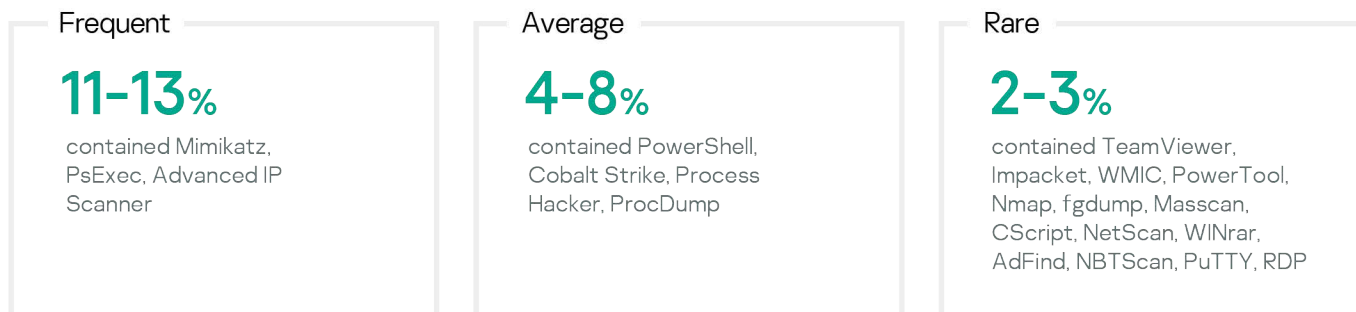 Frequent
11-13%
contained Mimikatz,
PsExec, Advanced IP
Scanner
Average
4-8%
contained PowerShell,
Cobalt Strike, Process
Hacker, ProcDump
Rare
2-3%
contained TeamViewer,
Impacket, WMIC, PowerTool,
Nmap, fgdump, Masscan,
CScript, NetScan, WINrar,
AdFind, NBTScan, PuTTY, RDP